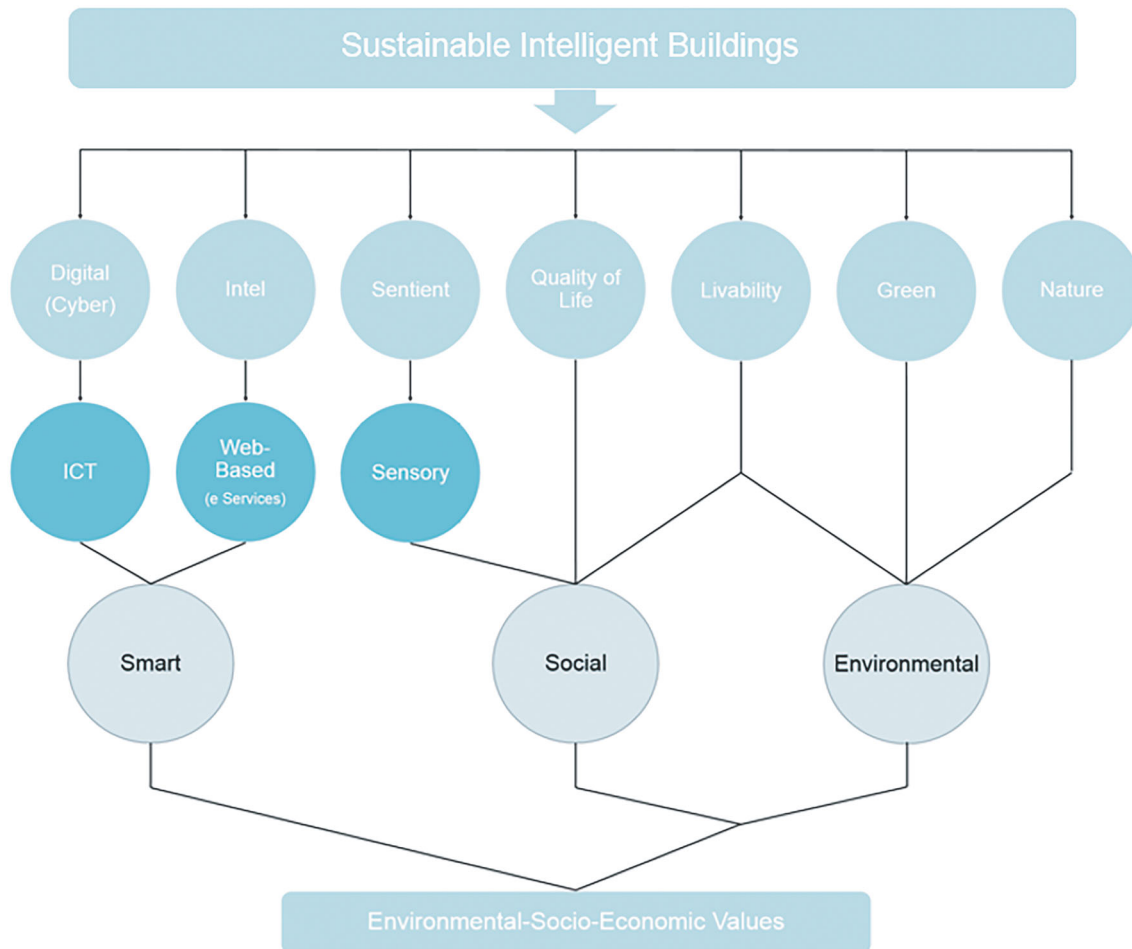 Sustainable Intelligent Buildings
Digital
(Cyber)
Intel
Sentient
Quality of
Life
Livability
Green
Nature
ICT
Web-
Based
(e Services)
Sensory
Smart
Social
Environmental
Environmental-Socio-Economic Values